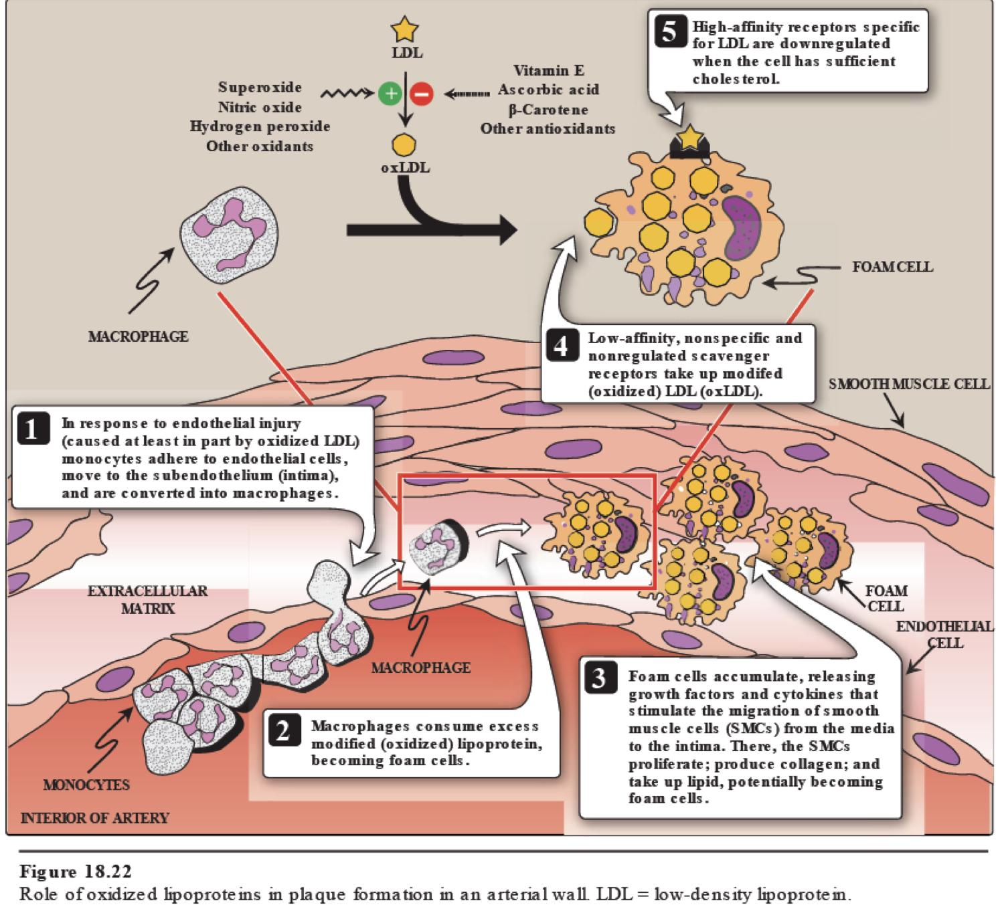 LDL
Superoxide
Nitric oxide
Hydrogen peroxide
Other oxidants
+
−
Vitamin E
Ascorbic acid
β-Carotene
Other antioxidants
oxLDL
5 High-affinity receptors specific
for LDL are downregulated
when the cell has sufficient
cholesterol.
MACROPHAGE
FOAM CELL
4 Low-affinity, nonspecific and
nonregulated scavenger
receptors take up modifed
(oxidized) LDL (oxLDL).
SMOOTH MUSCLE CELL
1 In response to endothelial injury
(caused at least in part by oxidized LDL)
monocytes adhere to endothelial cells,
move to the subendothelium (intima),
and are converted into macrophages.
EXTRACELLULAR
MATRIX
FOAM
CELL
ENDOTHELIAL
CELL
MACROPHAGE
3 Foam cells accumulate, releasing
growth factors and cytokines that
stimulate the migration of smooth
muscle cells (SMCs) from the media
to the intima. There, the SMCs
proliferate; produce collagen; and
take up lipid, potentially becoming
foam cells.
2 Macrophages consume excess
modified (oxidized) lipoprotein,
becoming foam cells.
MONOCYTES
INTERIOR OF ARTERY
Figure 18.22
Role of oxidized lipoproteins in plaque formation in an arterial wall. LDL = low-density lipoprotein.